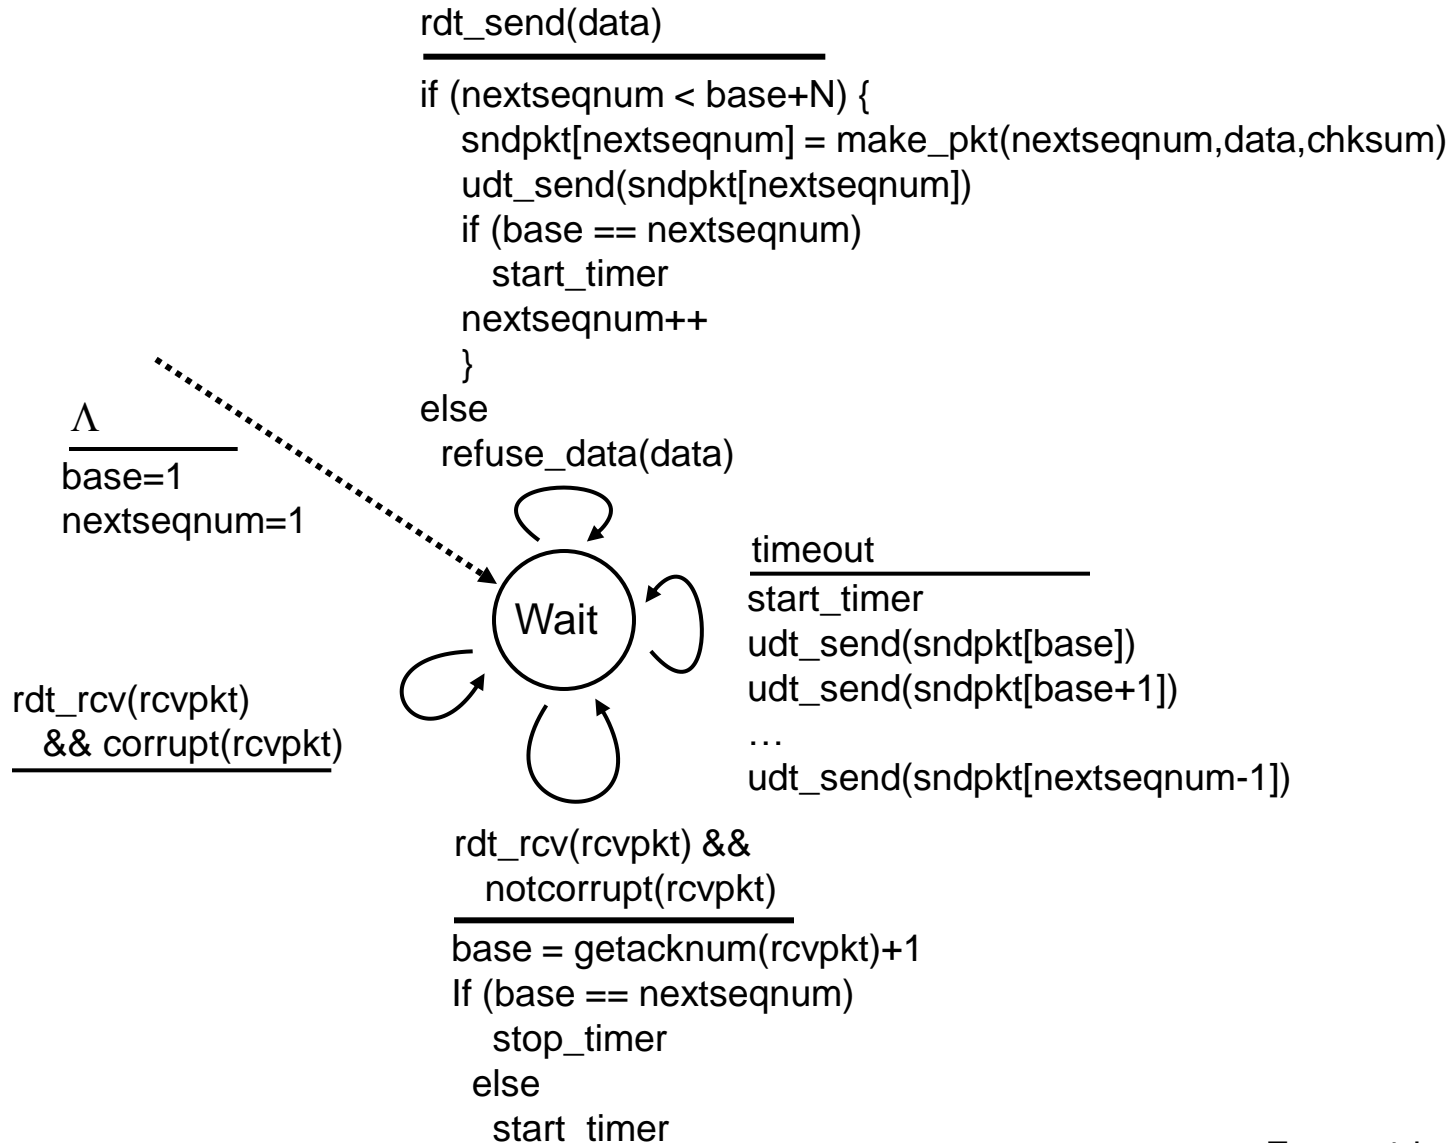 rdt_send(data)
if (nextseqnum < base+N) {
sndpkt[nextseqnum] = make_pkt(nextseqnum,data,chksum)
udt_send(sndpkt[nextseqnum])
if (base == nextseqnum)
start_timer
nextseqnum++
}
else
refuse_data(data)
Λ
base=1
nextseqnum=1
Wait
timeout
start_timer
udt_send(sndpkt[base])
udt_send(sndpkt[base+1])
…
udt_send(sndpkt[nextseqnum-1])
rdt_rcv(rcvpkt)
&& corrupt(rcvpkt)
rdt_rcv(rcvpkt) &&
notcorrupt(rcvpkt)
base = getacknum(rcvpkt)+1
If (base == nextseqnum)
stop_timer
else
start_timer